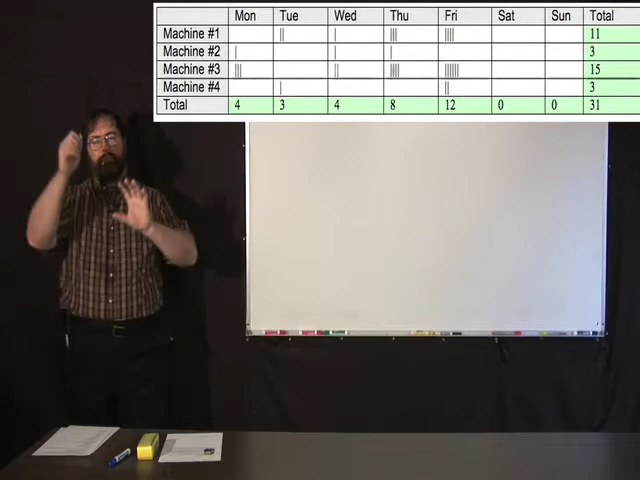 Mon Tue Wed Thu Fri Sat Sun Total
Machine #1 || | ||| |||| 11
Machine #2 | | | 3
Machine #3 ||| || |||| |||||| 15
Machine #4 | || 3
Total 4 3 4 8 12 0 0 31